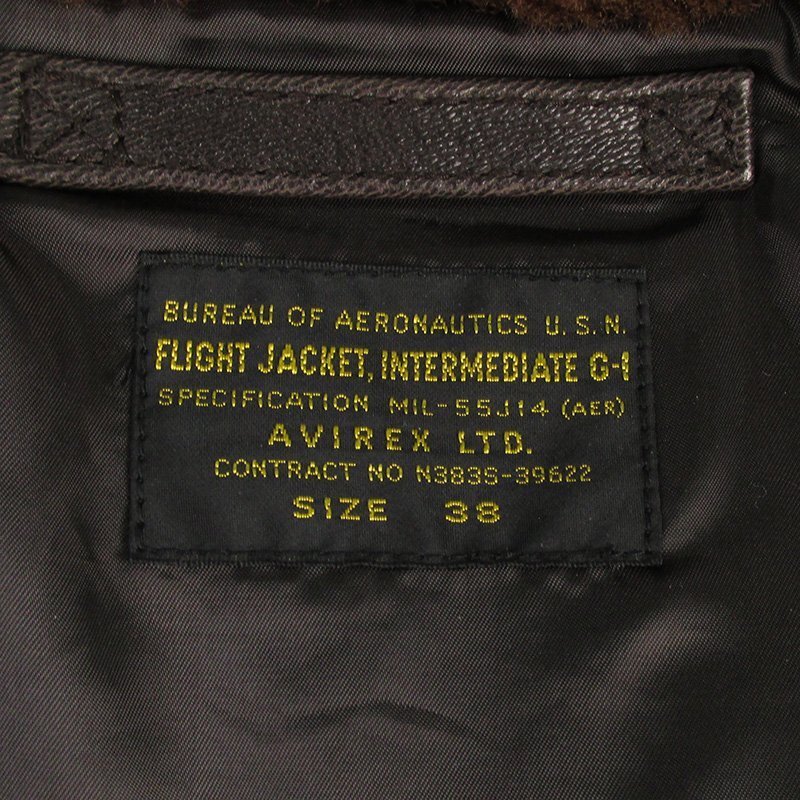 BUREAU OF AERONAUTICS U.S.N.
FLIGHT JACKET, INTERMEDIATE G-1
SPECIFICATION MIL-55J14 (AER)
AVIREX LTD.
CONTRACT NO N383S-39622
SIZE 38